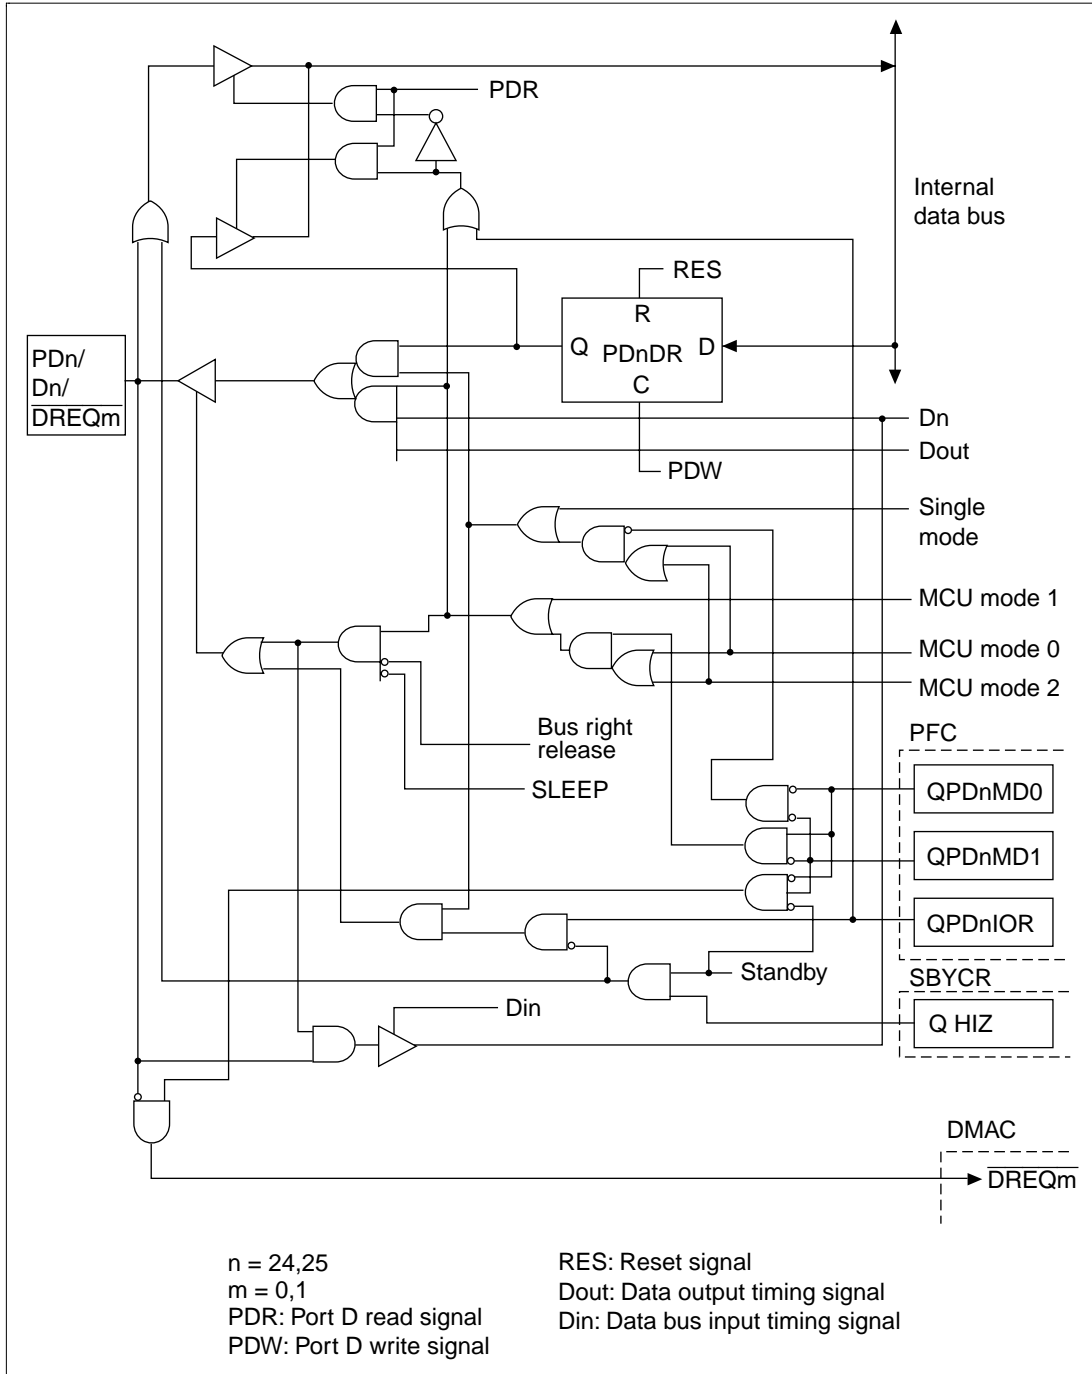 PDR
Internal
data bus
RES
R
Q
PDnDR
D
C
PDn/
Dn/
DREQm
Dn
Dout
PDW
Single
mode
MCU mode 1
MCU mode 0
MCU mode 2
Bus right
release
SLEEP
PFC
QPDnMD0
QPDnMD1
QPDnIOR
Standby
SBYCR
Q HIZ
Din
DMAC
DREQm
n = 24,25
m = 0,1
PDR: Port D read signal
PDW: Port D write signal
RES: Reset signal
Dout: Data output timing signal
Din: Data bus input timing signal